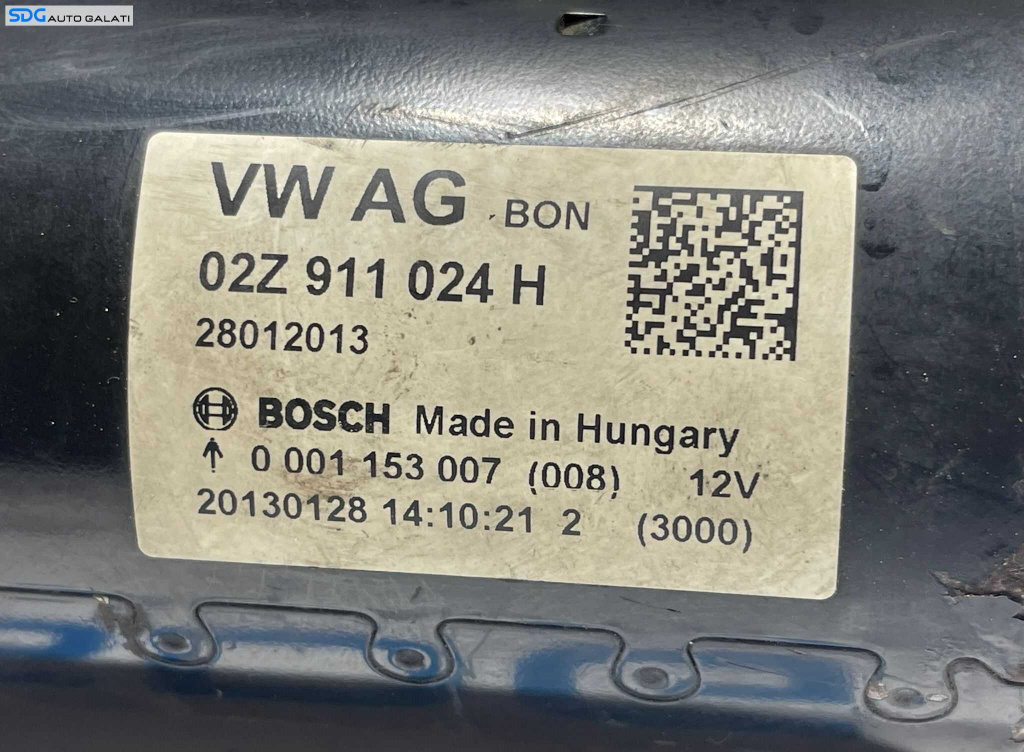 SDG AUTO GALATI
VW AG BON
02Z 911 024 H
28012013
BOSCH Made in Hungary
0 001 153 007 (008) 12V
20130128 14:10:21 2 (3000)